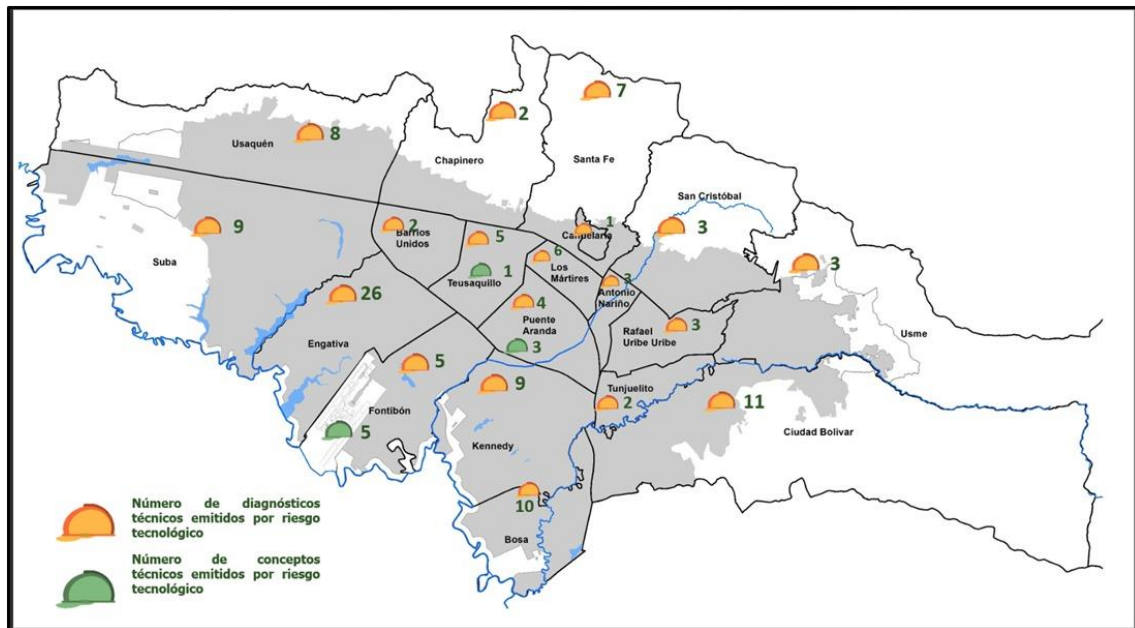 7
2
8
Usaquén
Chapinero
Santa Fe
San Cristóbal
9
2
Barrios
Unidos
5
1
Candelaria
3
Suba
6
Los
Mártires
1
Teusaquillo
3
26
3
Antonio
Nariño
4
Puente
Aranda
3
Rafael
Uribe Uribe
Usme
Engativa
3
5
9
Tunjuelito
2
11
Fontibón
5
Kennedy
Ciudad Bolivar
10
Bosa
Número de diagnósticos
técnicos emitidos por riesgo
tecnológico
Número de conceptos
técnicos emitidos por riesgo
tecnológico